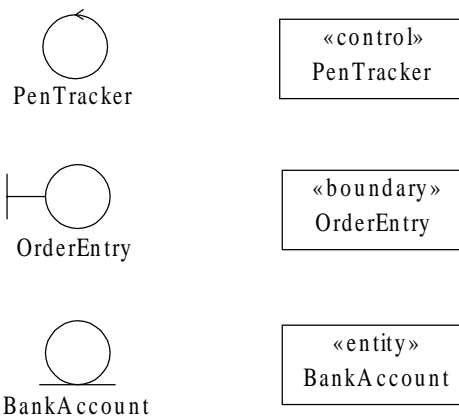 PenTracker
«control»
PenTracker
OrderEntry
«boundary»
OrderEntry
BankAccount
«entity»
BankAccount